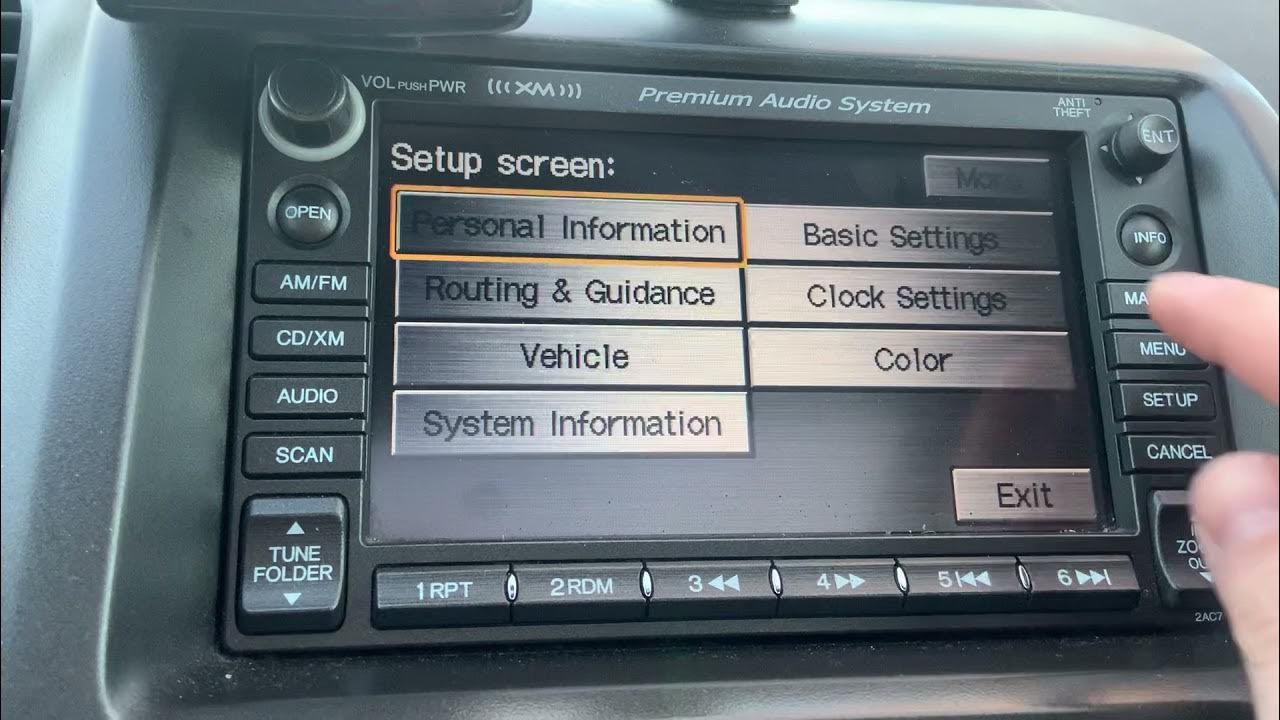 VOL PUSH PWR
XM
Premium Audio System
ANTI
THEFT
ENT
OPEN
Setup screen:
INFO
Personal Information
Basic Settings
AM/FM
Routing & Guidance
Clock Settings
CD/XM
Vehicle
Color
MENU
AUDIO
System Information
SETUP
SCAN
CANCEL
Exit
TUNE
FOLDER
1 RPT
2 RDM
3
4
5
6
2AC7